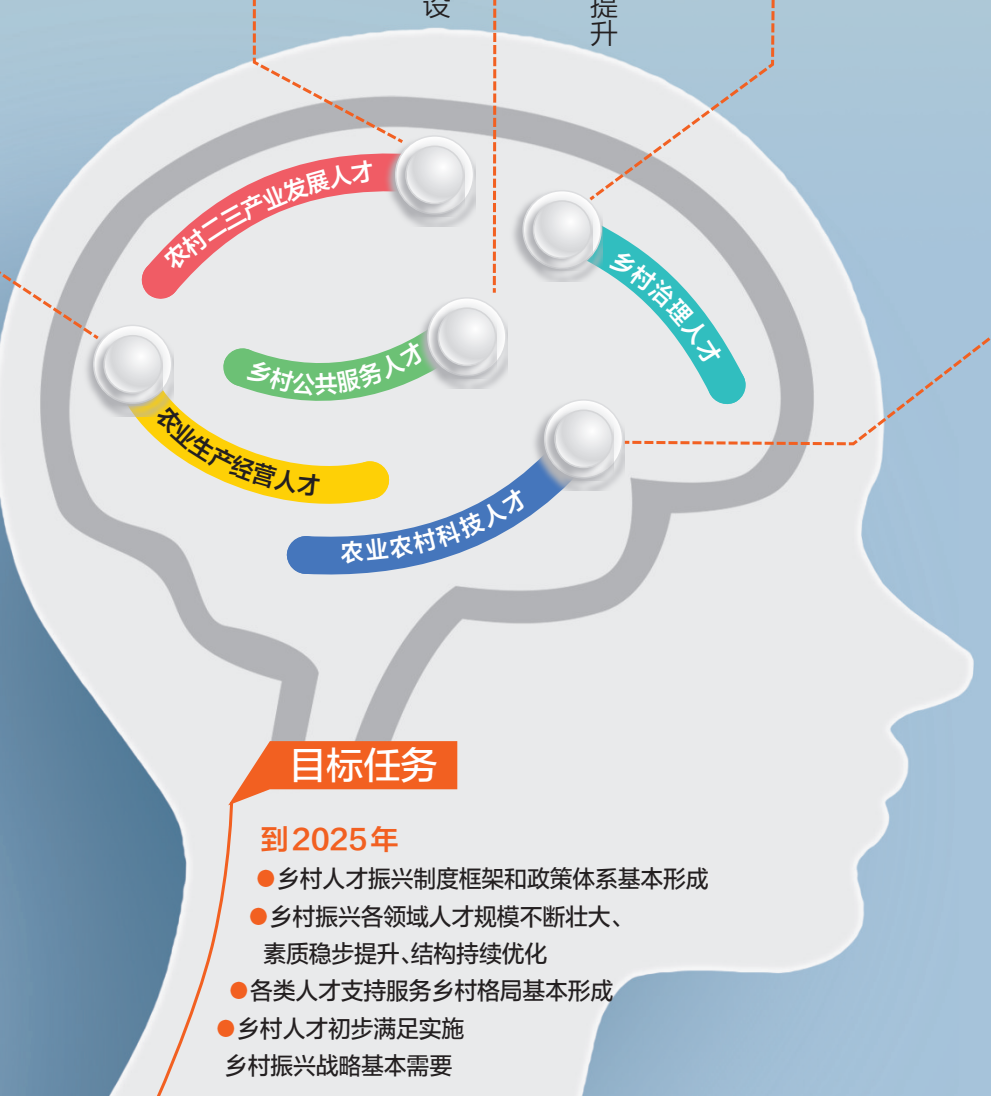 设
提升
农村二三产业发展人才
乡村治理人才
乡村公共服务人才
农业生产经营人才
农业农村科技人才
目标任务
到2025年
●乡村人才振兴制度框架和政策体系基本形成
●乡村振兴各领域人才规模不断壮大、
素质稳步提升、结构持续优化
●各类人才支持服务乡村格局基本形成
●乡村人才初步满足实施
乡村振兴战略基本需要